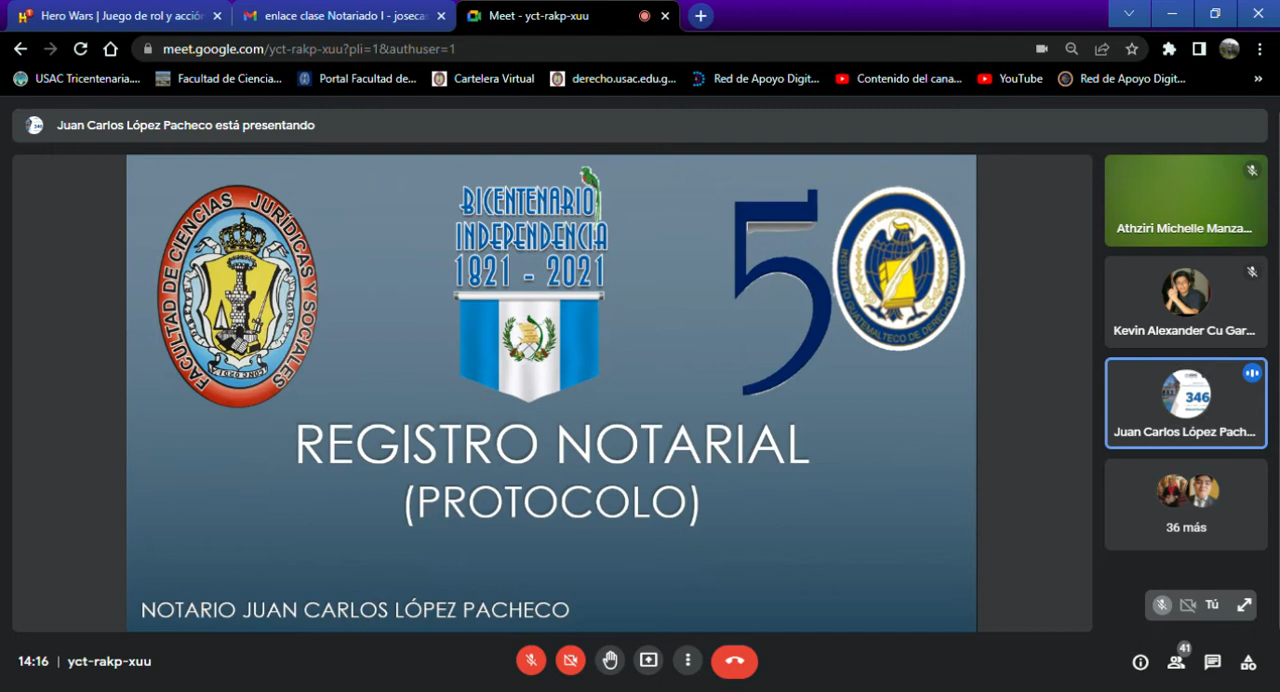 Hero Wars | Juego de rol y acción
enlace clase Notariado I - josecas
Meet - yct-rakp-xuu
meet.google.com/yct-rakp-xuu?pli=1&authuser=1
USAC Tricentenaria....
Facultad de Ciencia...
Portal Facultad de...
Cartelera Virtual
derecho.usac.edu.g...
Red de Apoyo Digit...
Contenido del cana...
YouTube
Red de Apoyo Digit...
»
Juan Carlos López Pacheco está presentando
FACULTAD DE CIENCIAS JURÍDICAS Y SOCIALES
BICENTENARIO
INDEPENDENCIA
1821 - 2021
5
INSTITUTO GUATEMALTECO DE DERECHO NOTARIAL
REGISTRO NOTARIAL
(PROTOCOLO)
NOTARIO JUAN CARLOS LÓPEZ PACHECO
Athziri Michelle Manza...
Kevin Alexander Cu Gar...
346
Juan Carlos López Pach...
36 más
Tú
14:16 | yct-rakp-xuu
41